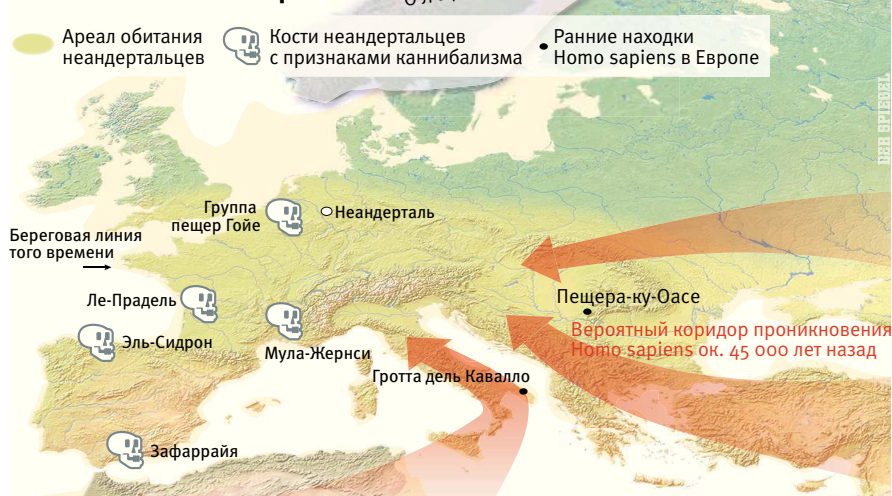 Ареал обитания
неандертальцев
Кости неандертальцев
с признаками каннибализма
Ранние находки
Homo sapiens в Европе
DER SPIEGEL
Группа
пещер Гойе
Неандерталь
Береговая линия
того времени
Ле-Прадель
Эль-Сидрон
Мула-Жернси
Пещера-ку-Оасе
Вероятный коридор проникновения
Homo sapiens ок. 45 000 лет назад
Гротта дель Кавалло
Зафаррайя